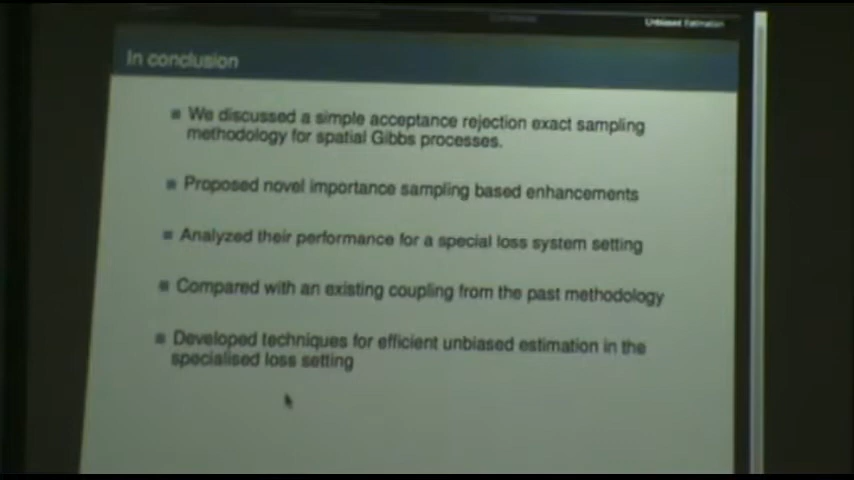 Unbiased Estimation
In conclusion
We discussed a simple acceptance rejection exact sampling
methodology for spatial Gibbs processes.
Proposed novel importance sampling based enhancements
Analyzed their performance for a special loss system setting
Compared with an existing coupling from the past methodology
Developed techniques for efficient unbiased estimation in the
specialised loss setting